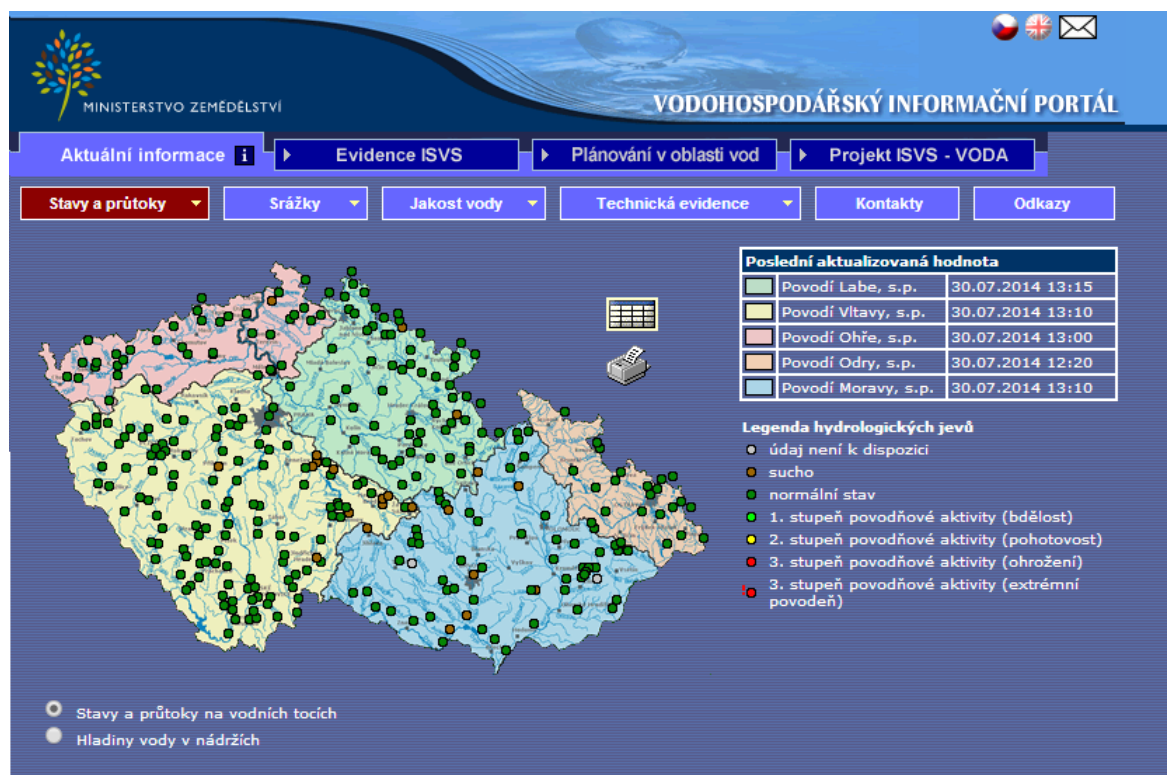 MINISTERSTVO ZEMĚDĚLSTVÍ
VODOHOSPODÁŘSKÝ INFORMAČNÍ PORTÁL
Aktuální informace i
Evidence ISVS
Plánování v oblasti vod
Projekt ISVS - VODA
Stavy a průtoky
Srážky
Jakost vody
Technická evidence
Kontakty
Odkazy
Poslední aktualizovaná hodnota
Povodí Labe, s.p. 30.07.2014 13:15
Povodí Vltavy, s.p. 30.07.2014 13:10
Povodí Ohře, s.p. 30.07.2014 13:00
Povodí Odry, s.p. 30.07.2014 12:20
Povodí Moravy, s.p. 30.07.2014 13:10
Legenda hydrologických jevů
údaj není k dispozici
sucho
normální stav
1. stupeň povodňové aktivity (bdělost)
2. stupeň povodňové aktivity (pohotovost)
3. stupeň povodňové aktivity (ohrožení)
3. stupeň povodňové aktivity (extrémní
povodeň)
Stavy a průtoky na vodních tocích
Hladiny vody v nádržích